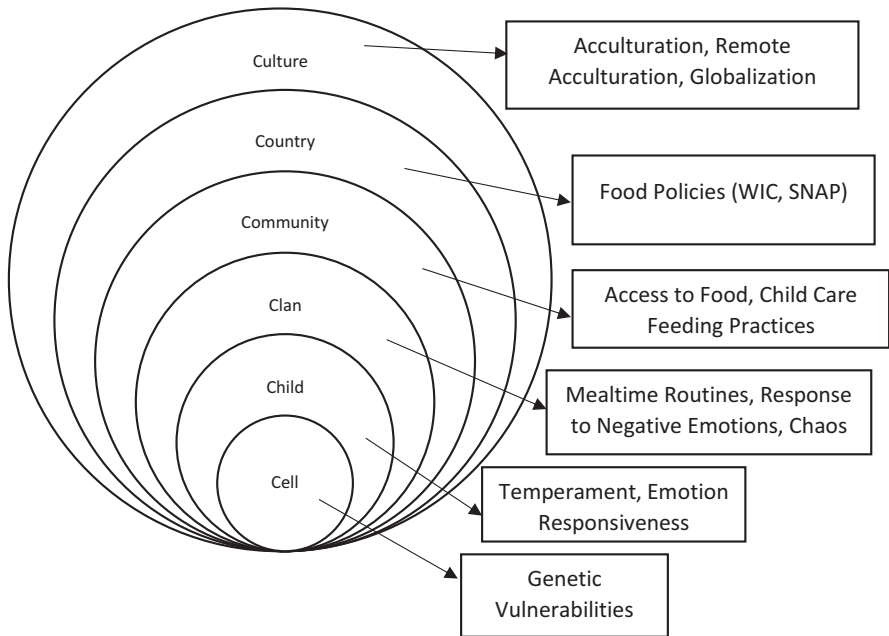 Culture
Acculturation, Remote
Acculturation, Globalization
Country
Food Policies (WIC, SNAP)
Community
Access to Food, Child Care
Feeding Practices
Clan
Mealtime Routines, Response
to Negative Emotions, Chaos
Child
Temperament, Emotion
Responsiveness
Cell
Genetic
Vulnerabilities